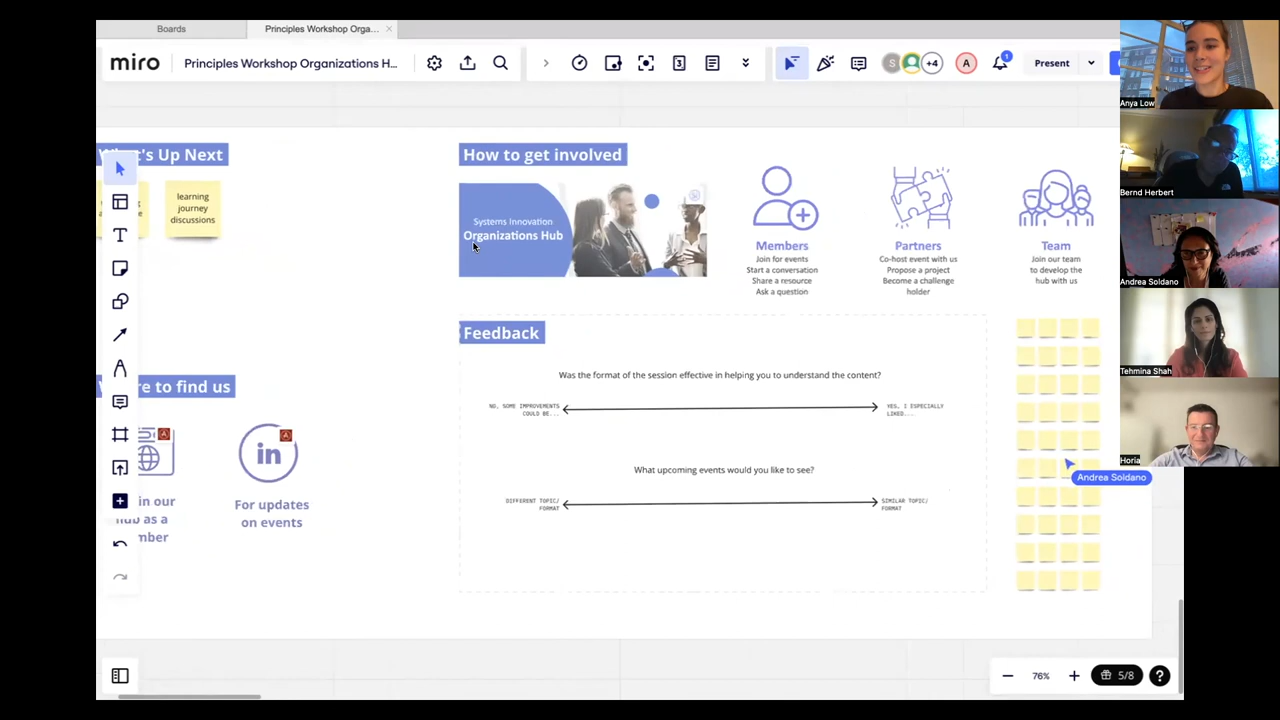 Boards
Principles Workshop Orga...
miro
Principles Workshop Organizations H...
3
S
+4
A
1
Present
What's Up Next
learning
journey
discussions
How to get involved
Systems Innovation
Organizations Hub
Members
Join for events
Start a conversation
Share a resource
Ask a question
Partners
Co-host event with us
Propose a project
Become a challenge
holder
Team
Join our team
to develop the
hub with us
Feedback
Was the format of the session effective in helping you to understand the content?
NO, SOME IMPROVEMENTS
COULD BE...
YES, I ESPECIALLY
LIKED...
What upcoming events would you like to see?
DIFFERENT TOPIC/
FORMAT
SIMILAR TOPIC/
FORMAT
re to find us
in our
hub as a
mber
in
For updates
on events
Andrea Soldano
76%
5/8
?
Anya Low
Bernd Herbert
Andrea Soldano
Tehmina Shah
Horia